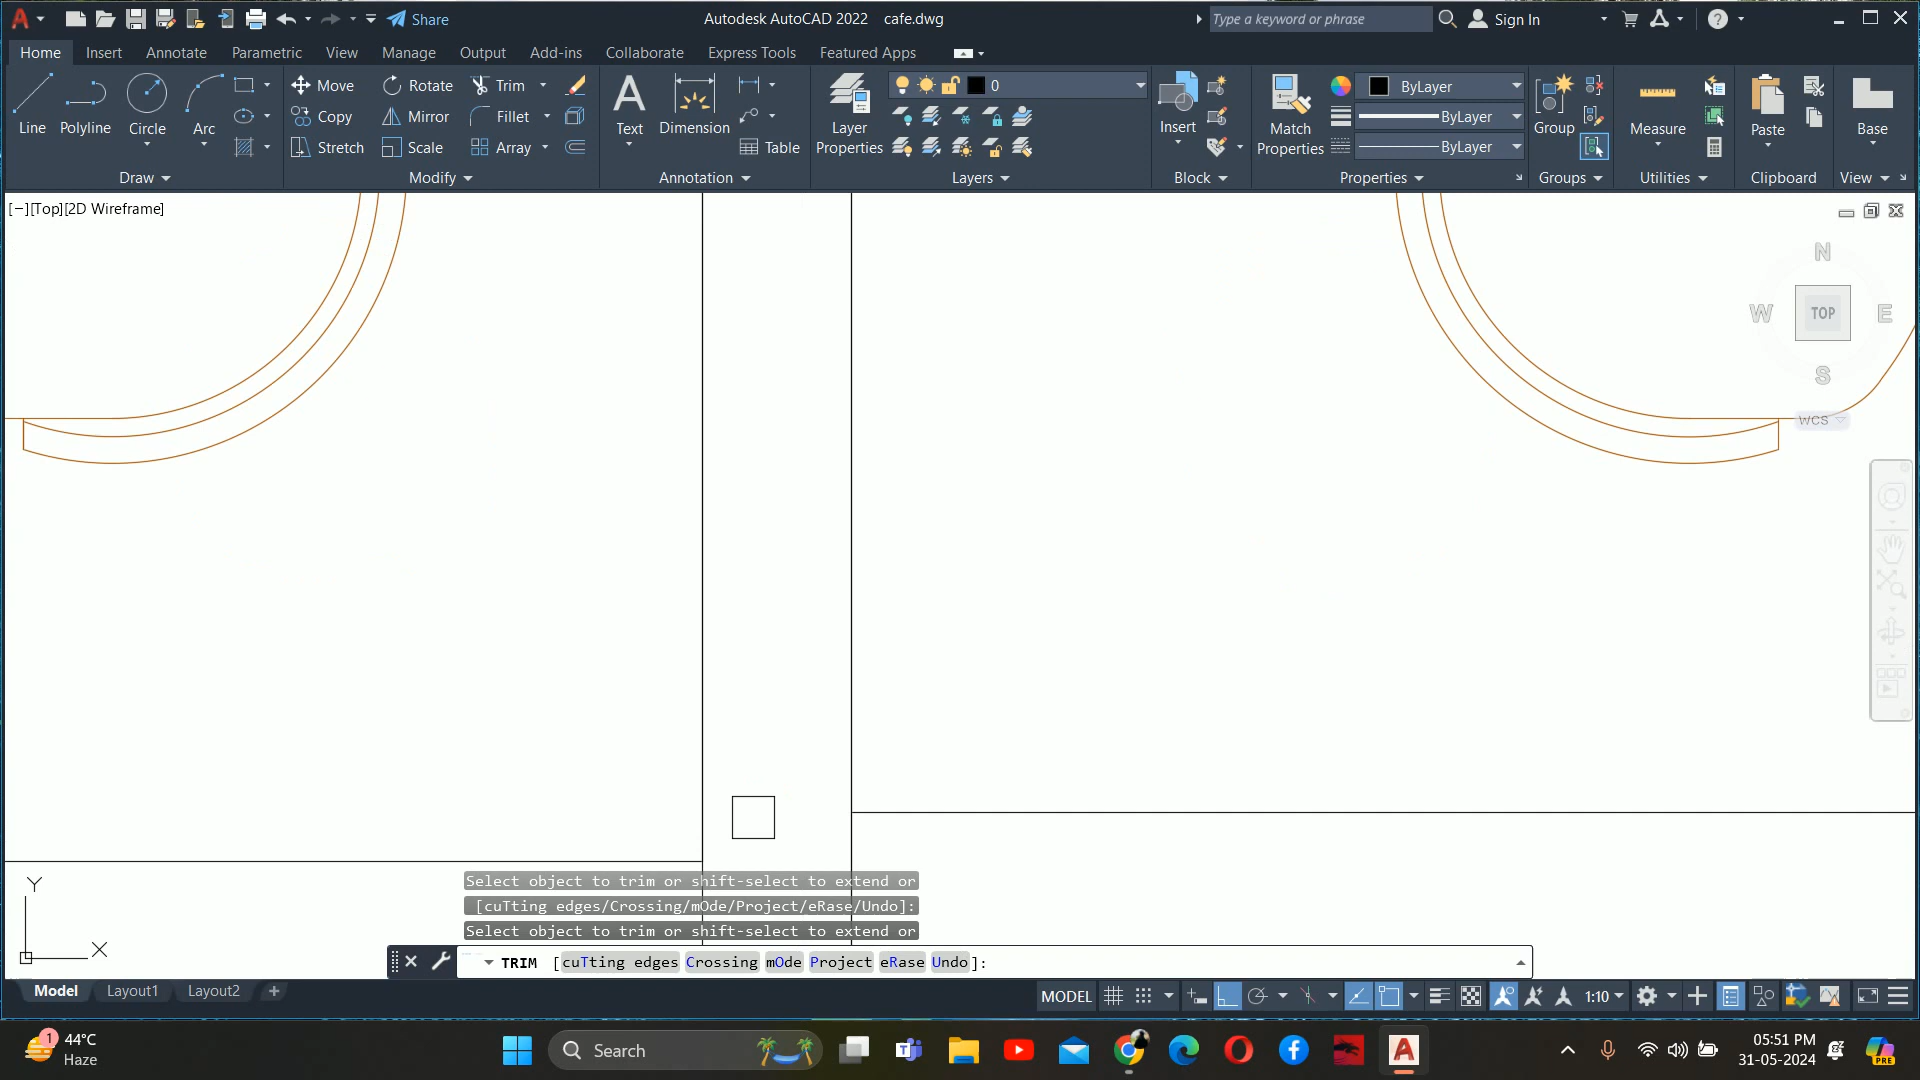 Share
Autodesk AutoCAD 2022 cafe.dwg
Type a keyword or phrase
Sign In
Home Insert Annotate Parametric View Manage Output Add-ins Collaborate Express Tools Featured Apps
Line Polyline Circle Arc
Move Rotate Trim
Copy Mirror Fillet
Stretch Scale Array
Text Dimension Table
Layer Properties
0
Insert
Match Properties
ByLayer
ByLayer
ByLayer
Group
Measure
Paste
Base
Draw Modify Annotation Layers Block Properties Groups Utilities Clipboard View
[−][Top][2D Wireframe]
N
W TOP E
S
WCS
Y
X
Select object to trim or shift-select to extend or
[cuTting edges/Crossing/mOde/Project/eRase/Undo]:
Select object to trim or shift-select to extend or
TRIM [cuTting edges Crossing mOde Project eRase Undo]:
Model Layout1 Layout2 +
MODEL 1:10
1 44°C
Haze
Search
05:51 PM
31-05-2024
PRE